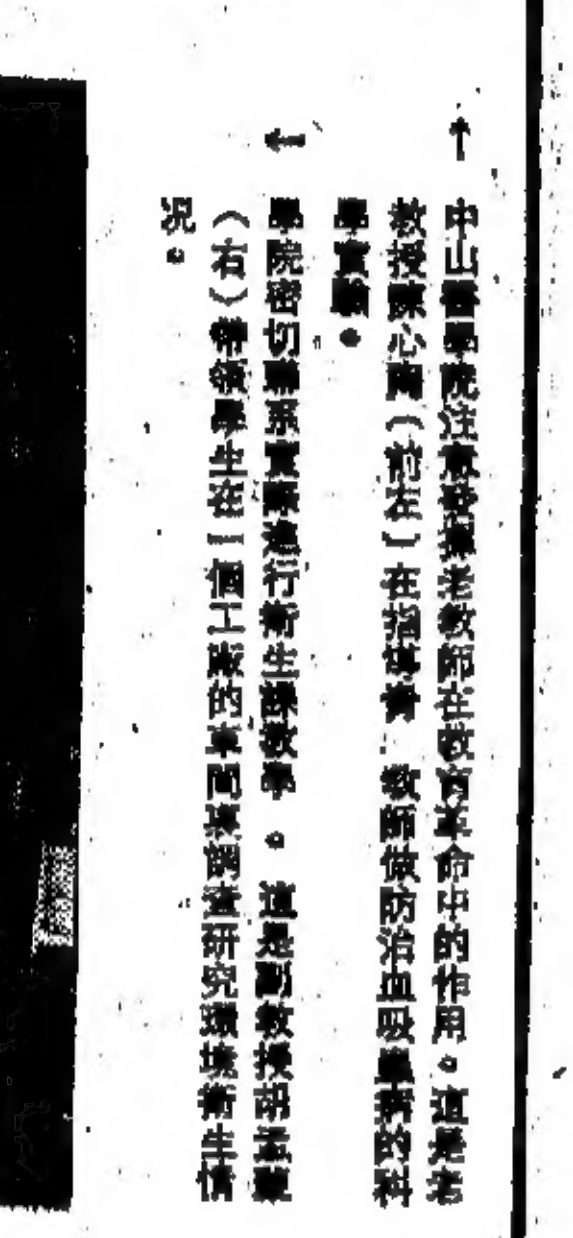 ↑
中山醫學院注意發揮老教師在教育革命中的作用。這是老
教授陳心陶(前左)在指導青 教師做防治血吸蟲病的科
學實驗。
←
學院密切聯系實際進行衛生課教學 。 這是副教授胡
(右)帶領學生在一個工廠的車間裏調查研究環境衛生情
況。